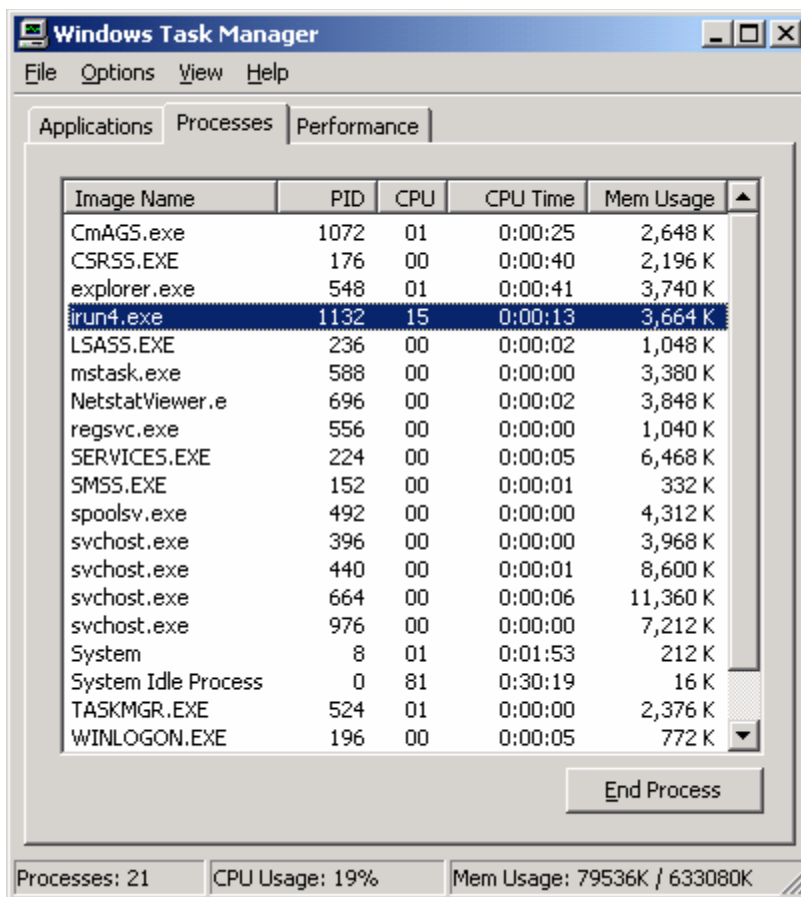 Windows Task Manager
File Options View Help
Applications Processes Performance
Image Name PID CPU CPU Time Mem Usage
CmAGS.exe 1072 01 0:00:25 2,648 K
CSRSS.EXE 176 00 0:00:40 2,196 K
explorer.exe 548 01 0:00:41 3,740 K
irun4.exe 1132 15 0:00:13 3,664 K
LSASS.EXE 236 00 0:00:02 1,048 K
mstask.exe 588 00 0:00:00 3,380 K
NetstatViewer.e 696 00 0:00:02 3,848 K
regsvc.exe 556 00 0:00:00 1,040 K
SERVICES.EXE 224 00 0:00:05 6,468 K
SMSS.EXE 152 00 0:00:01 332 K
spoolsv.exe 492 00 0:00:00 4,312 K
svchost.exe 396 00 0:00:00 3,968 K
svchost.exe 440 00 0:00:01 8,600 K
svchost.exe 664 00 0:00:06 11,360 K
svchost.exe 976 00 0:00:00 7,212 K
System 8 01 0:01:53 212 K
System Idle Process 0 81 0:30:19 16 K
TASKMGR.EXE 524 01 0:00:00 2,376 K
WINLOGON.EXE 196 00 0:00:05 772 K
End Process
Processes: 21 CPU Usage: 19% Mem Usage: 79536K / 633080K